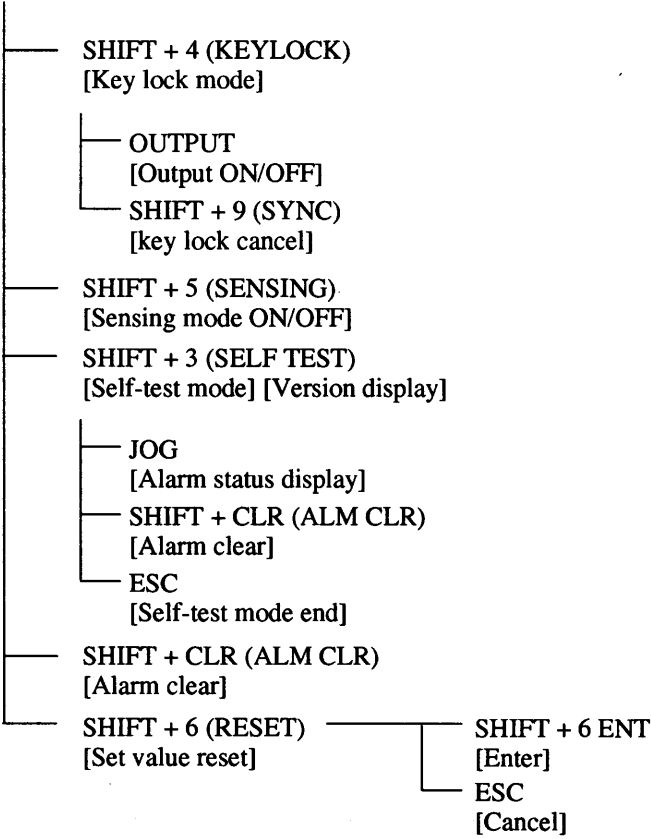 SHIFT + 4 (KEYLOCK)
[Key lock mode]
OUTPUT
[Output ON/OFF]
SHIFT + 9 (SYNC)
[key lock cancel]
SHIFT + 5 (SENSING)
[Sensing mode ON/OFF]
SHIFT + 3 (SELF TEST)
[Self-test mode] [Version display]
JOG
[Alarm status display]
SHIFT + CLR (ALM CLR)
[Alarm clear]
ESC
[Self-test mode end]
SHIFT + CLR (ALM CLR)
[Alarm clear]
SHIFT + 6 (RESET)
[Set value reset]
SHIFT + 6 ENT
[Enter]
ESC
[Cancel]